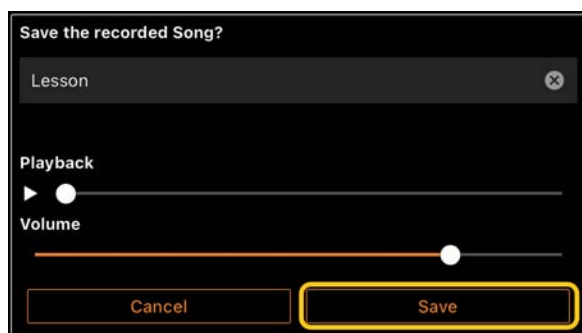 Save the recorded Song?
Lesson
Playback
Volume
Cancel Save